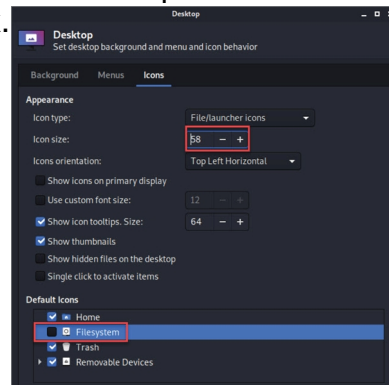 Desktop
Desktop
Set desktop background and menu and icon behavior
Background Menus Icons
Appearance
Icon type: File/launcher icons
Icon size: 58 - +
Icons orientation: Top Left Horizontal
Show icons on primary display
Use custom font size: 12 - +
Show icon tooltips. Size: 64 - +
Show thumbnails
Show hidden files on the desktop
Single click to activate items
Default Icons
Home
Filesystem
Trash
Removable Devices